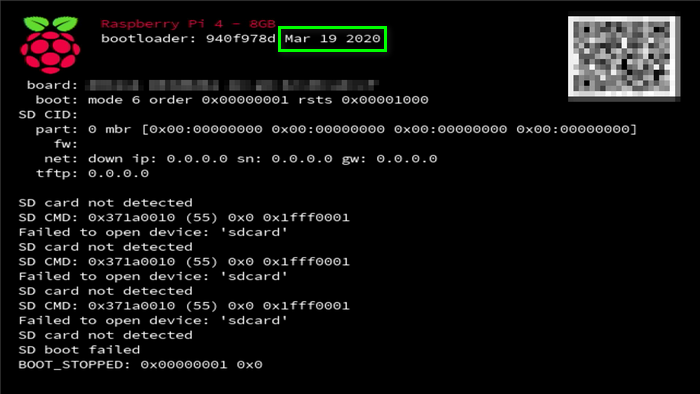 Raspberry Pi 4 - 8GB
bootloader: 940f978d Mar 19 2020
board:
boot: mode 6 order 0x00000001 rsts 0x00001000
SD CID:
part: 0 mbr [0x00:00000000 0x00:00000000 0x00:00000000 0x00:00000000]
fw:
net: down ip: 0.0.0.0 sn: 0.0.0.0 gw: 0.0.0.0
tftp: 0.0.0.0
SD card not detected
SD CMD: 0x371a0010 (55) 0x0 0x1fff0001
Failed to open device: 'sdcard'
SD card not detected
SD CMD: 0x371a0010 (55) 0x0 0x1fff0001
Failed to open device: 'sdcard'
SD card not detected
SD CMD: 0x371a0010 (55) 0x0 0x1fff0001
Failed to open device: 'sdcard'
SD card not detected
SD boot failed
BOOT_STOPPED: 0x00000001 0x0